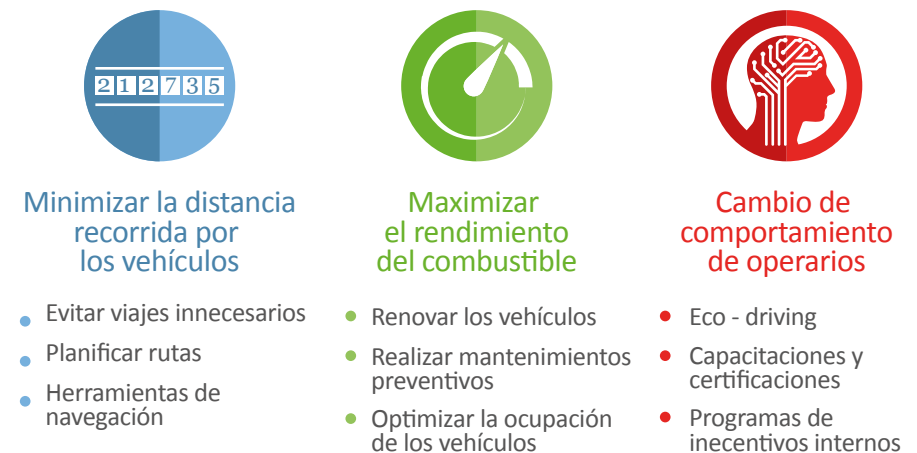 212735
Minimizar la distancia
recorrida por
los vehículos
Evitar viajes innecesarios
Planificar rutas
Herramientas de
navegación
Maximizar
el rendimiento
del combustible
Renovar los vehículos
Realizar mantenimientos
preventivos
Optimizar la ocupación
de los vehículos
Cambio de
comportamiento
de operarios
Eco - driving
Capacitaciones y
certificaciones
Programas de
inecentivos internos